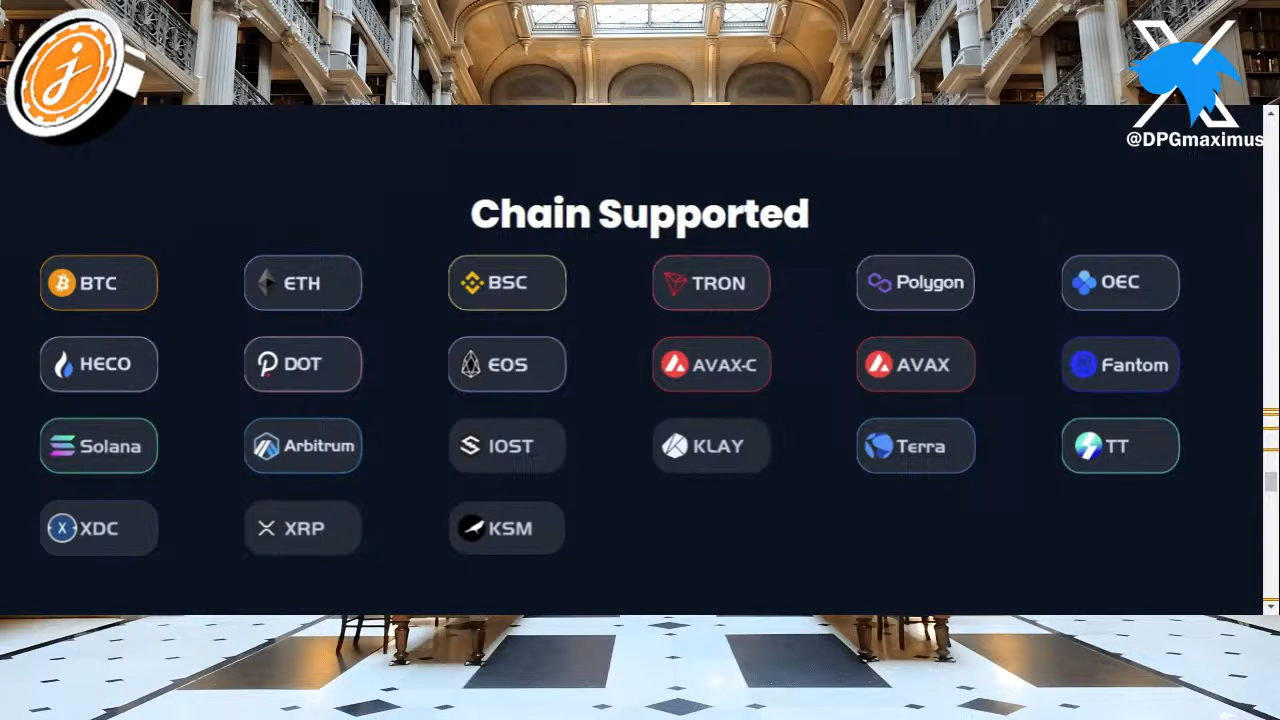 @DPGmaximus
Chain Supported
BTC ETH BSC TRON Polygon OEC
HECO DOT EOS AVAX-C AVAX Fantom
Solana Arbitrum IOST KLAY Terra TT
XDC XRP KSM